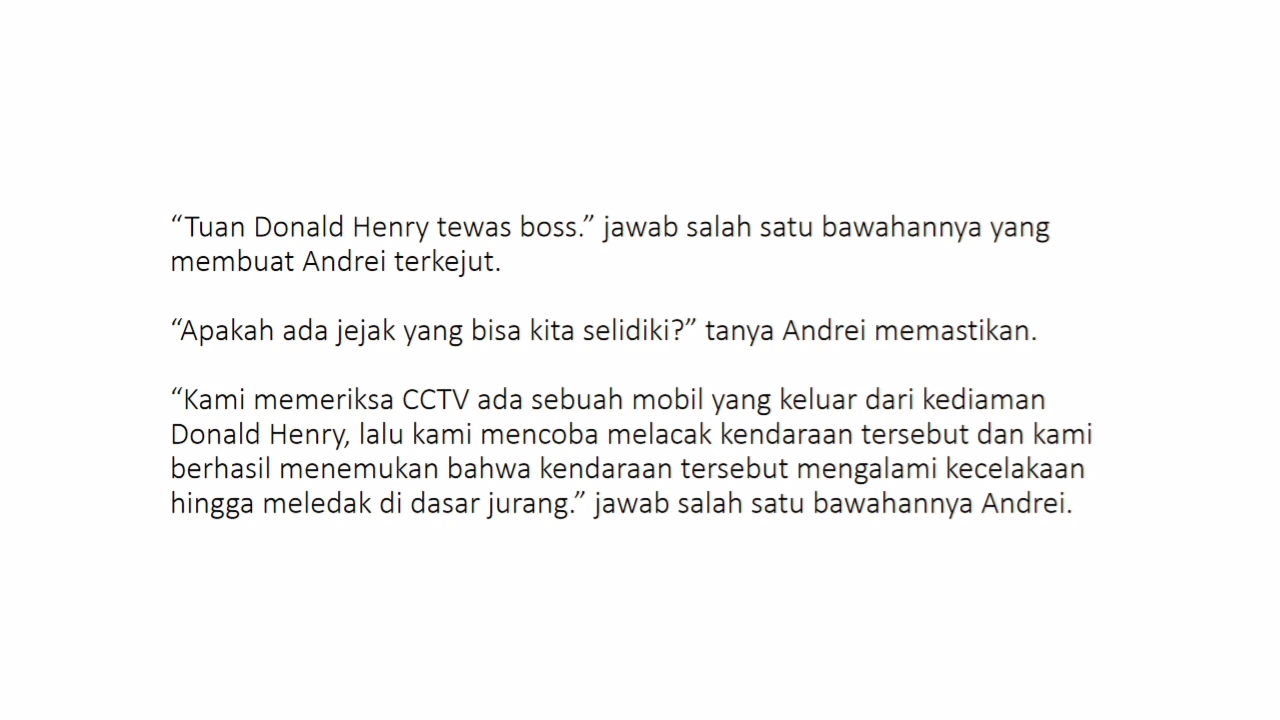 “Tuan Donald Henry tewas boss.” jawab salah satu bawahannya yang
membuat Andrei terkejut.
“Apakah ada jejak yang bisa kita selidiki?” tanya Andrei memastikan.
“Kami memeriksa CCTV ada sebuah mobil yang keluar dari kediaman
Donald Henry, lalu kami mencoba melacak kendaraan tersebut dan kami
berhasil menemukan bahwa kendaraan tersebut mengalami kecelakaan
hingga meledak di dasar jurang.” jawab salah satu bawahannya Andrei.